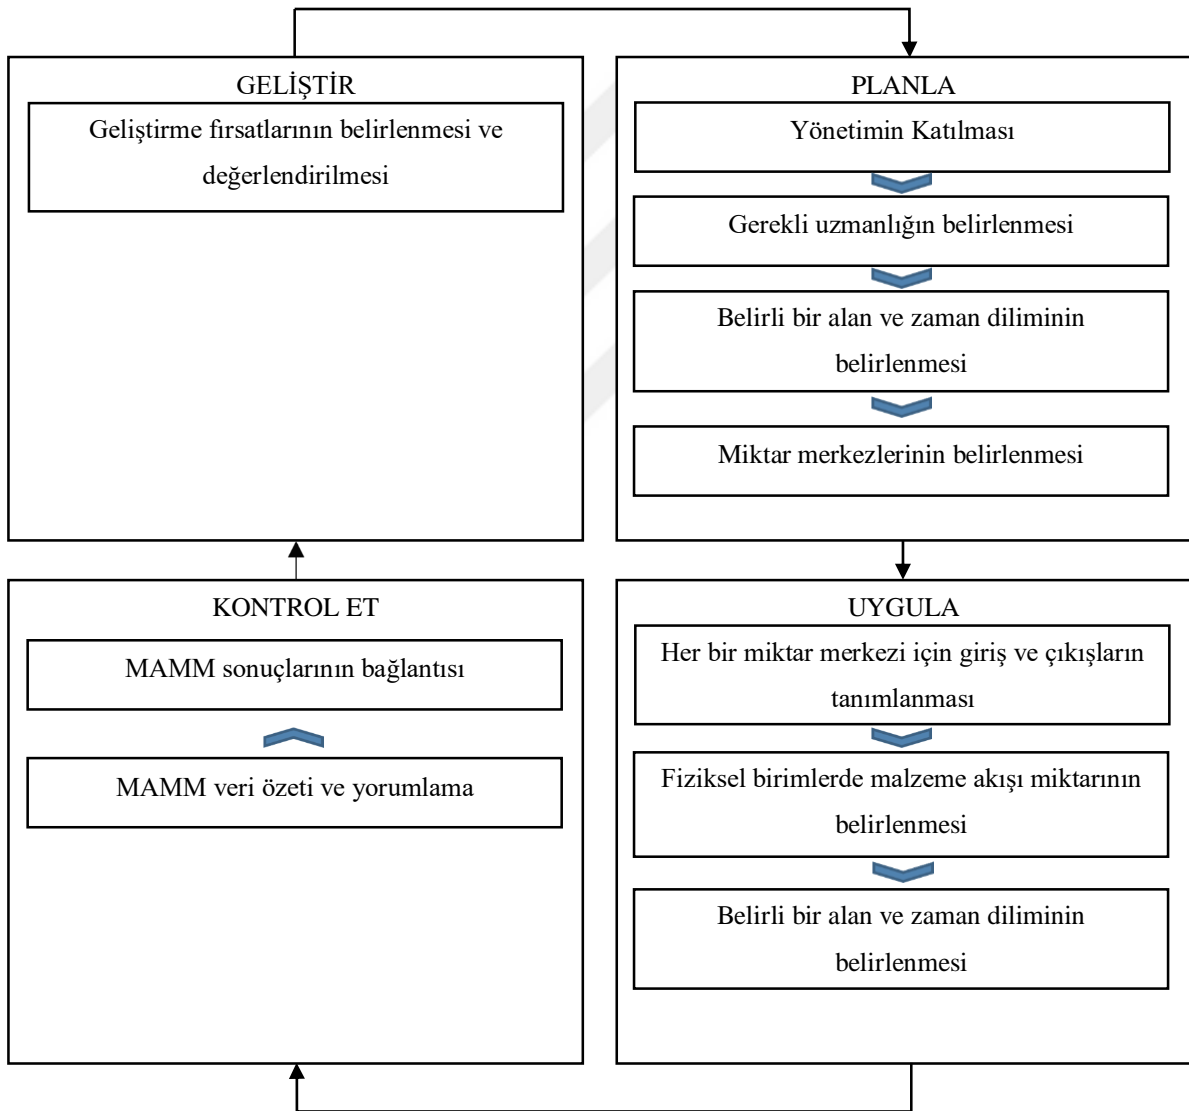 GELİŞTİR
Geliştirme fırsatlarının belirlenmesi ve
değerlendirilmesi
PLANLA
Yönetimin Katılması
Gerekli uzmanlığın belirlenmesi
Belirli bir alan ve zaman diliminin
belirlenmesi
Miktar merkezlerinin belirlenmesi
KONTROL ET
MAMM sonuçlarının bağlantısı
MAMM veri özeti ve yorumlama
UYGULA
Her bir miktar merkezi için giriş ve çıkışların
tanımlanması
Fiziksel birimlerde malzeme akışı miktarının
belirlenmesi
Belirli bir alan ve zaman diliminin
belirlenmesi